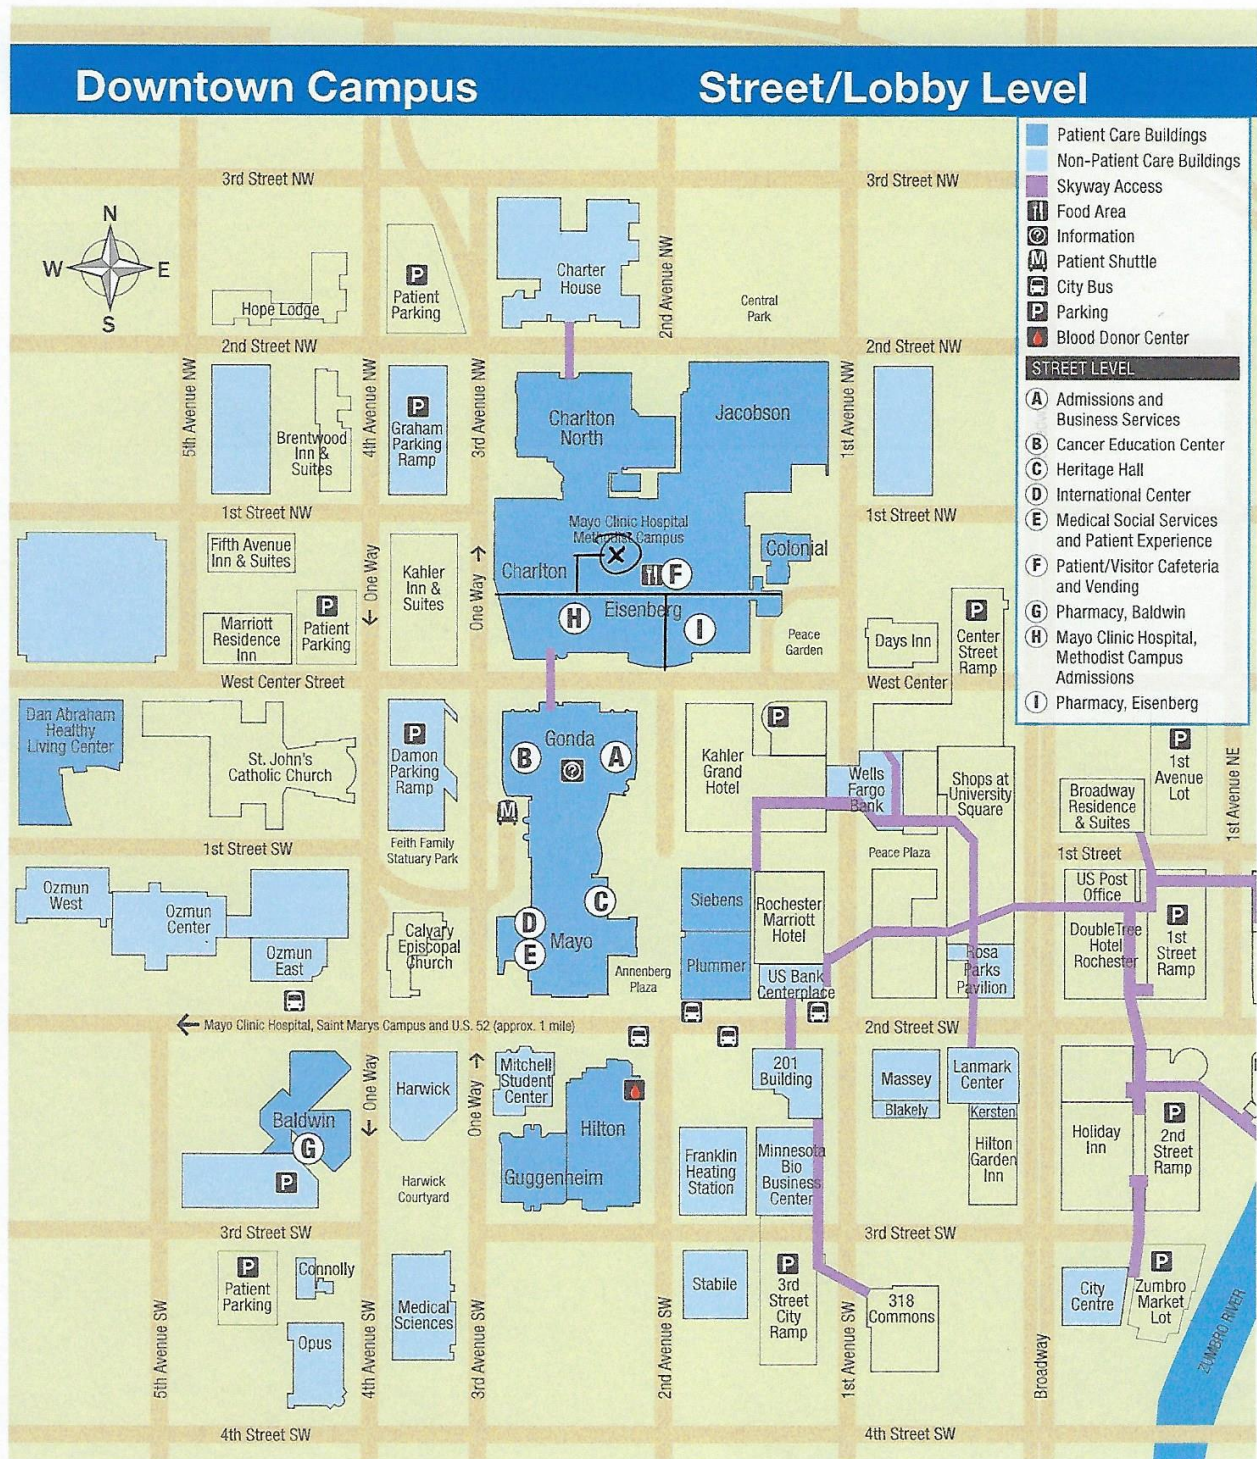 Downtown Campus
Street/Lobby Level
Patient Care Buildings
Non-Patient Care Buildings
Skyway Access
Food Area
Information
Patient Shuttle
City Bus
Parking
Blood Donor Center
STREET LEVEL
A Admissions and
Business Services
B Cancer Education Center
C Heritage Hall
D International Center
E Medical Social Services
and Patient Experience
F Patient/Visitor Cafeteria
and Vending
G Pharmacy, Baldwin
H Mayo Clinic Hospital,
Methodist Campus
Admissions
I Pharmacy, Eisenberg
3rd Street NW
3rd Street NW
N
W
E
S
Hope Lodge
P
Patient
Parking
Charter
House
2nd Avenue NW
Central
Park
2nd Street NW
2nd Street NW
5th Avenue NW
Brentwood
Inn &
Suites
4th Avenue NW
P
Graham
Parking
Ramp
3rd Avenue NW
Charlton
North
Jacobson
1st Avenue NW
1st Street NW
1st Street NW
Mayo Clinic Hospital
Methodist Campus
X
Fifth Avenue
Inn & Suites
One Way
Kahler
Inn &
Suites
One Way
Charlton
F
Colonial
Eisenberg
H
I
Marriott
Residence
Inn
P
Patient
Parking
Peace
Garden
Days Inn
P
Center
Street
Ramp
West Center Street
West Center
Dan Abraham
Healthy
Living Center
St. John's
Catholic Church
P
Damon
Parking
Ramp
Gonda
B
A
M
Kahler
Grand
Hotel
P
Wells
Fargo
Bank
Shops at
University
Square
Broadway
Residence
& Suites
P
1st
Avenue
Lot
1st Avenue NE
1st Street SW
Feith Family
Statuary Park
Peace Plaza
1st Street
Ozmun
West
Ozmun
Center
Ozmun
East
Calvary
Episcopal
Church
C
D
E
Mayo
Annenberg
Plaza
Siebens
Plummer
Rochester
Marriott
Hotel
US Bank
Centerplace
Rosa
Parks
Pavilion
US Post
Office
DoubleTree
Hotel
Rochester
P
1st
Street
Ramp
Mayo Clinic Hospital, Saint Marys Campus and U.S. 52 (approx. 1 mile)
2nd Street SW
Baldwin
G
P
One Way
Harwick
One Way
Mitchell
Student
Center
Hilton
Guggenheim
Harwick
Courtyard
201
Building
Franklin
Heating
Station
Minnesota
Bio
Business
Center
Massey
Blakely
Lanmark
Center
Kersten
Hilton
Garden
Inn
Holiday
Inn
P
2nd
Street
Ramp
3rd Street SW
3rd Street SW
P
Patient
Parking
Connolly
Opus
Medical
Sciences
Stabile
P
3rd
Street
City
Ramp
318
Commons
City
Centre
P
Zumbro
Market
Lot
ZUMBRO RIVER
5th Avenue SW
4th Avenue SW
3rd Avenue SW
2nd Avenue SW
1st Avenue SW
Broadway
4th Street SW
4th Street SW